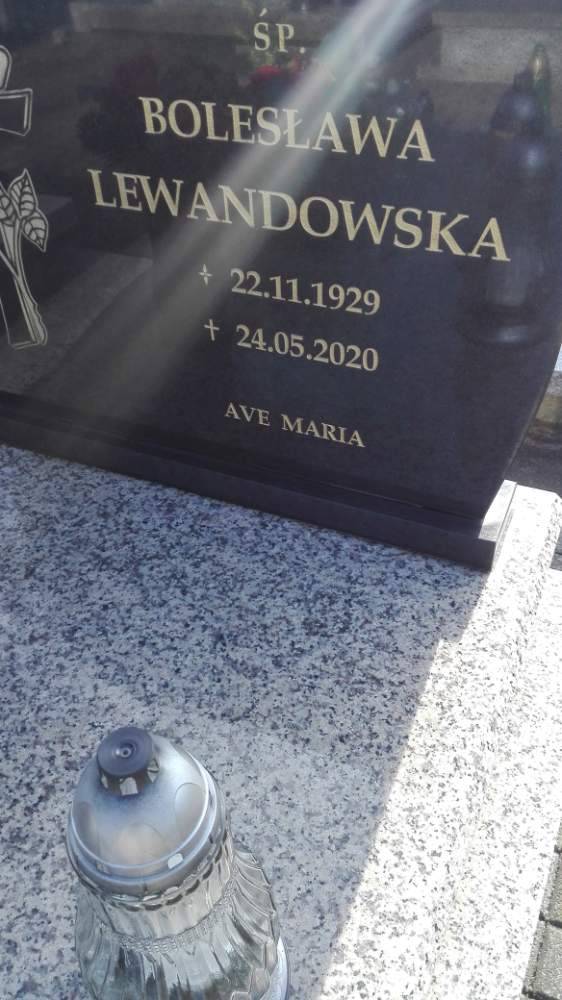 ŚP.
BOLESŁAWA
LEWANDOWSKA
22.11.1929
✝ 24.05.2020
AVE MARIA